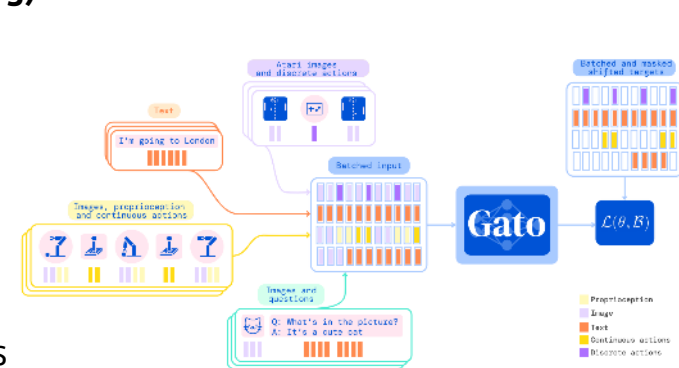 Atari images
and discrete actions
Batched and masked
shifted targets
Text
I'm going to London
Batched input
Images, proprioception
and continuous actions
Gato
L(θ,B)
Images and
questions
Q: What's in the picture?
A: It's a cute cat
Proprioception
Image
Text
Continuous actions
Discrete actions
s